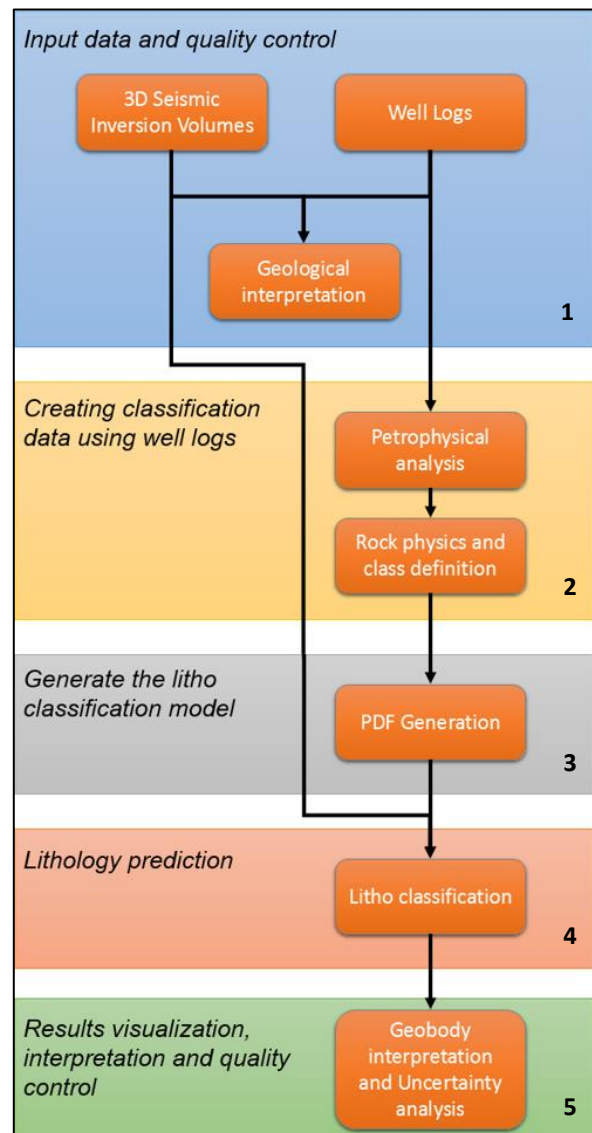 Input data and quality control
3D Seismic
Inversion Volumes
Well Logs
Geological
interpretation
1
Creating classification
data using well logs
Petrophysical
analysis
Rock physics and
class definition
2
Generate the litho
classification model
PDF Generation
3
Lithology prediction
Litho classification
4
Results visualization,
interpretation and quality
control
Geobody
interpretation
and Uncertainty
analysis
5